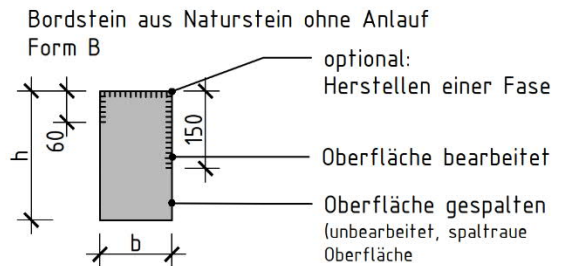 Bordstein aus Naturstein ohne Anlauf
Form B
optional:
Herstellen einer Fase
h
60
150
Oberfläche bearbeitet
Oberfläche gespalten
(unbearbeitet, spaltraue
Oberfläche
b